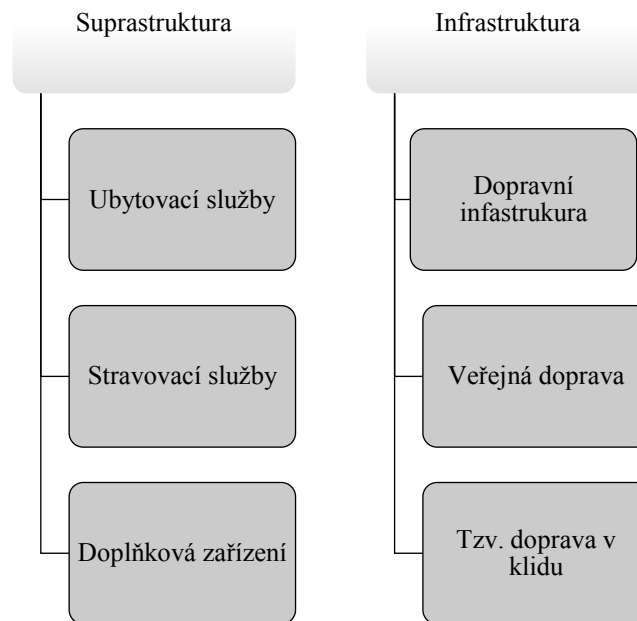 Suprastruktura
Ubytovací služby
Stravovací služby
Doplňková zařízení
Infrastruktura
Dopravní
infastrukura
Veřejná doprava
Tzv. doprava v
klidu